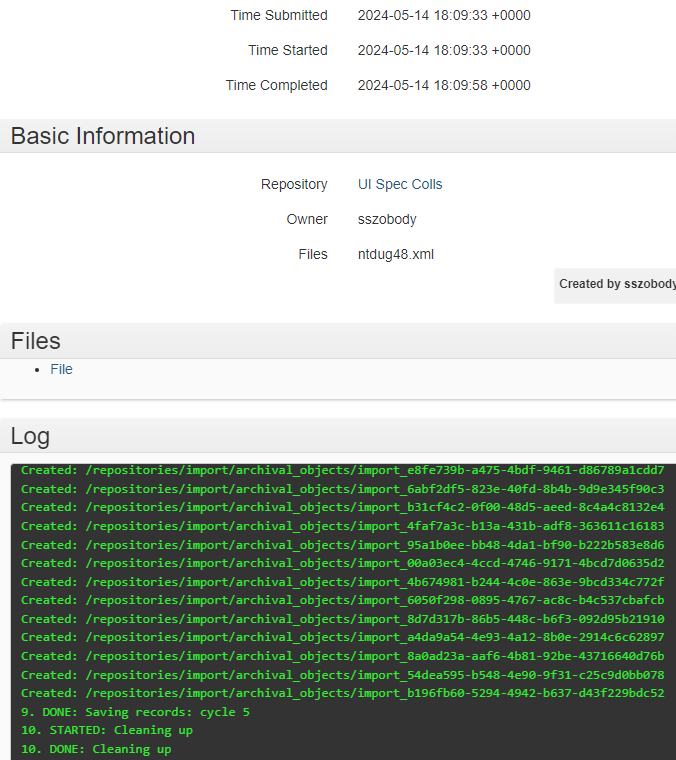 Time Submitted 2024-05-14 18:09:33 +0000
Time Started 2024-05-14 18:09:33 +0000
Time Completed 2024-05-14 18:09:58 +0000
Basic Information
Repository UI Spec Colls
Owner sszobody
Files ntdug48.xml
Created by sszobody
Files
• File
Log
Created: /repositories/import/archival_objects/import_e8fe739b-a475-4bdf-9461-d86789a1cdd7
Created: /repositories/import/archival_objects/import_6abf2df5-823e-40fd-8b4b-9d9e345f90c3
Created: /repositories/import/archival_objects/import_b31cf4c2-0f00-48d5-aeed-8c4a4c8132e4
Created: /repositories/import/archival_objects/import_4faf7a3c-b13a-431b-adf8-363611c16183
Created: /repositories/import/archival_objects/import_95a1b0ee-bb48-4da1-bf90-b222b583e8d6
Created: /repositories/import/archival_objects/import_00a03ec4-4ccd-4746-9171-4bcd7d0635d2
Created: /repositories/import/archival_objects/import_4b674981-b244-4c0e-863e-9bcd334c772f
Created: /repositories/import/archival_objects/import_6050f298-0895-4767-ac8c-b4c537cbafcb
Created: /repositories/import/archival_objects/import_8d7d317b-86b5-448c-b6f3-092d95b21910
Created: /repositories/import/archival_objects/import_a4da9a54-4e93-4a12-8b0e-2914c6c62897
Created: /repositories/import/archival_objects/import_8a0ad23a-aaf6-4b81-92be-43716640d76b
Created: /repositories/import/archival_objects/import_54dea595-b548-4e90-9f31-c25c9d0bb078
Created: /repositories/import/archival_objects/import_b196fb60-5294-4942-b637-d43f229bdc52
9. DONE: Saving records: cycle 5
10. STARTED: Cleaning up
10. DONE: Cleaning up